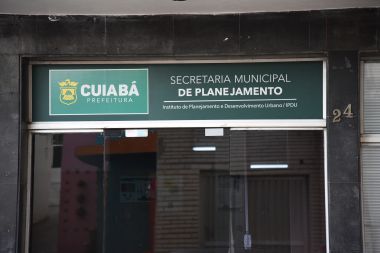 CUIABÁ
PREFEITURA
SECRETARIA MUNICIPAL
DE PLANEJAMENTO
Instituto de Planejamento e Desenvolvimento Urbano / IPDU
24